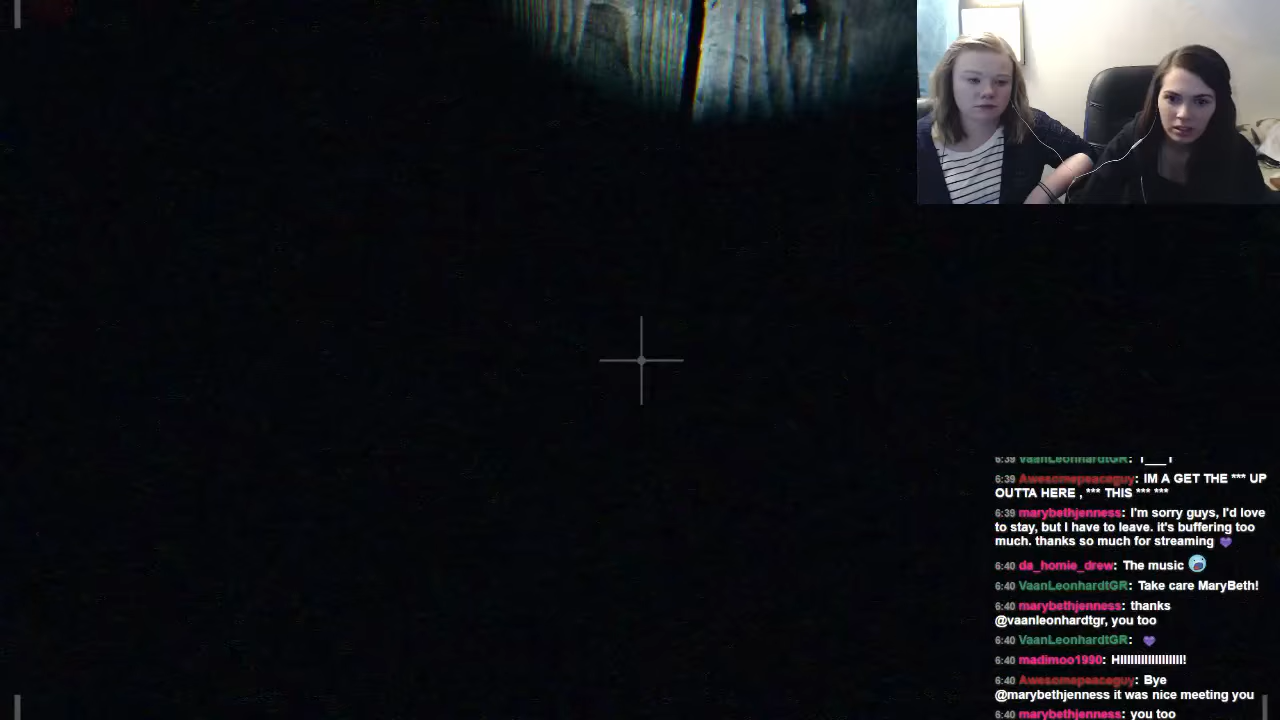 6:39 VaanLeonhardtGR: T___T
6:39 Awesomepeaceguy: IM A GET THE *** UP
OUTTA HERE , *** THIS *** ***
6:39 marybethjenness: I'm sorry guys, I'd love
to stay, but I have to leave. it's buffering too
much. thanks so much for streaming
6:40 da_homie_drew: The music
6:40 VaanLeonhardtGR: Take care MaryBeth!
6:40 marybethjenness: thanks
@vaanleonhardtgr, you too
6:40 VaanLeonhardtGR:
6:40 madimoo1990: HIIIIIIIIIIIIIIIIII!
6:40 Awesomepeaceguy: Bye
@marybethjenness it was nice meeting you
6:40 marybethjenness: you too